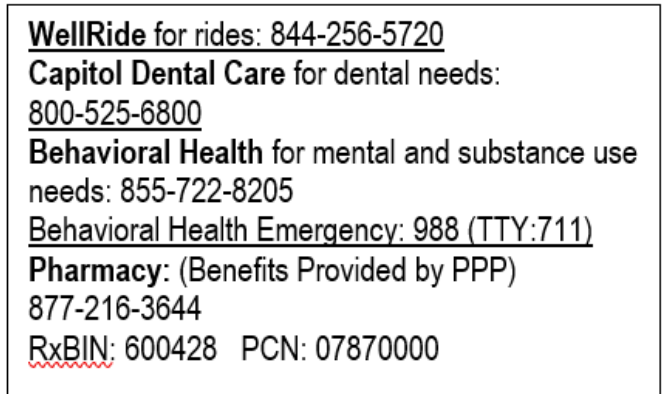 WellRide for rides: 844-256-5720
Capitol Dental Care for dental needs:
800-525-6800
Behavioral Health for mental and substance use
needs: 855-722-8205
Behavioral Health Emergency: 988 (TTY:711)
Pharmacy: (Benefits Provided by PPP)
877-216-3644
RxBIN: 600428 PCN: 07870000